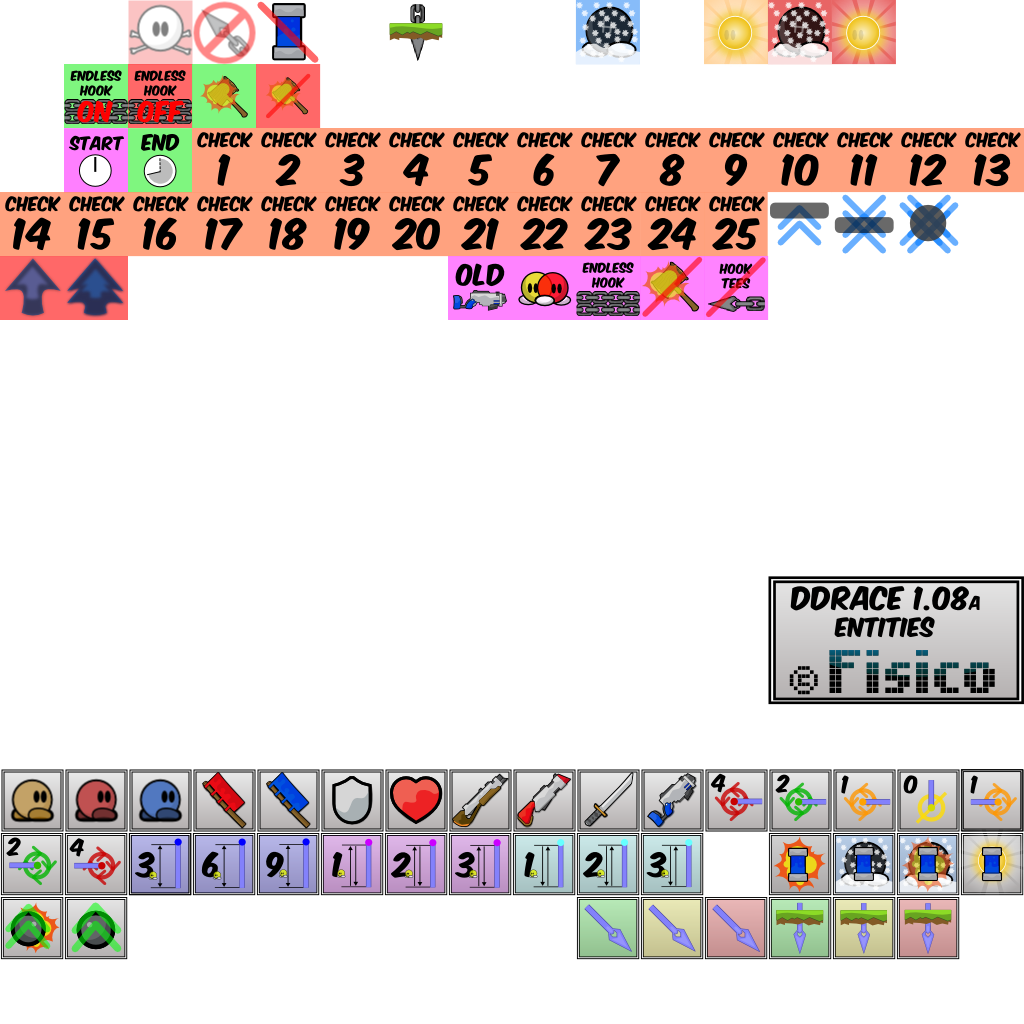 ENDLESS HOOK ON
ENDLESS HOOK OFF
START
END
CHECK 1
CHECK 2
CHECK 3
CHECK 4
CHECK 5
CHECK 6
CHECK 7
CHECK 8
CHECK 9
CHECK 10
CHECK 11
CHECK 12
CHECK 13
CHECK 14
CHECK 15
CHECK 16
CHECK 17
CHECK 18
CHECK 19
CHECK 20
CHECK 21
CHECK 22
CHECK 23
CHECK 24
CHECK 25
OLD
ENDLESS HOOK
HOOK TEES
DDRACE 1.08A
ENTITIES
© Fisico
4
2
1
0
1
2
4
3
6
9
1
2
3
1
2
3